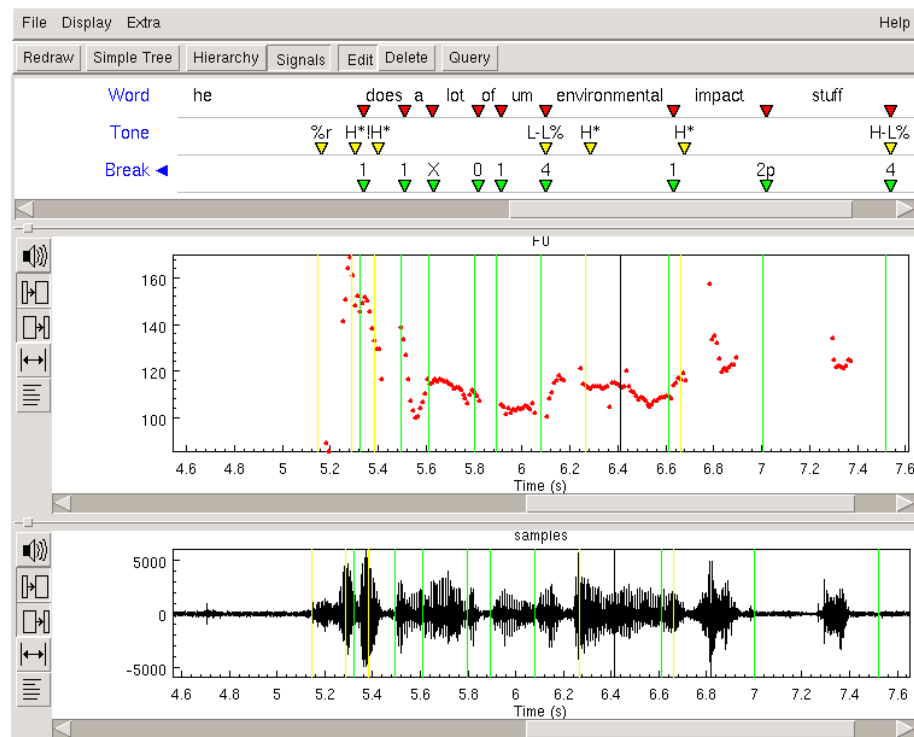 File Display Extra Help
Redraw Simple Tree Hierarchy Signals Edit Delete Query
Word he does a lot of um environmental impact stuff
Tone %r H*!H* L-L% H* H* H-L%
Break 1 1 X 0 1 4 1 2p 4
F0
160
140
120
100
4.6 4.8 5 5.2 5.4 5.6 5.8 6 6.2 6.4 6.6 6.8 7 7.2 7.4 7.6
Time (s)
samples
5000
0
-5000
4.6 4.8 5 5.2 5.4 5.6 5.8 6 6.2 6.4 6.6 6.8 7 7.2 7.4 7.6
Time (s)